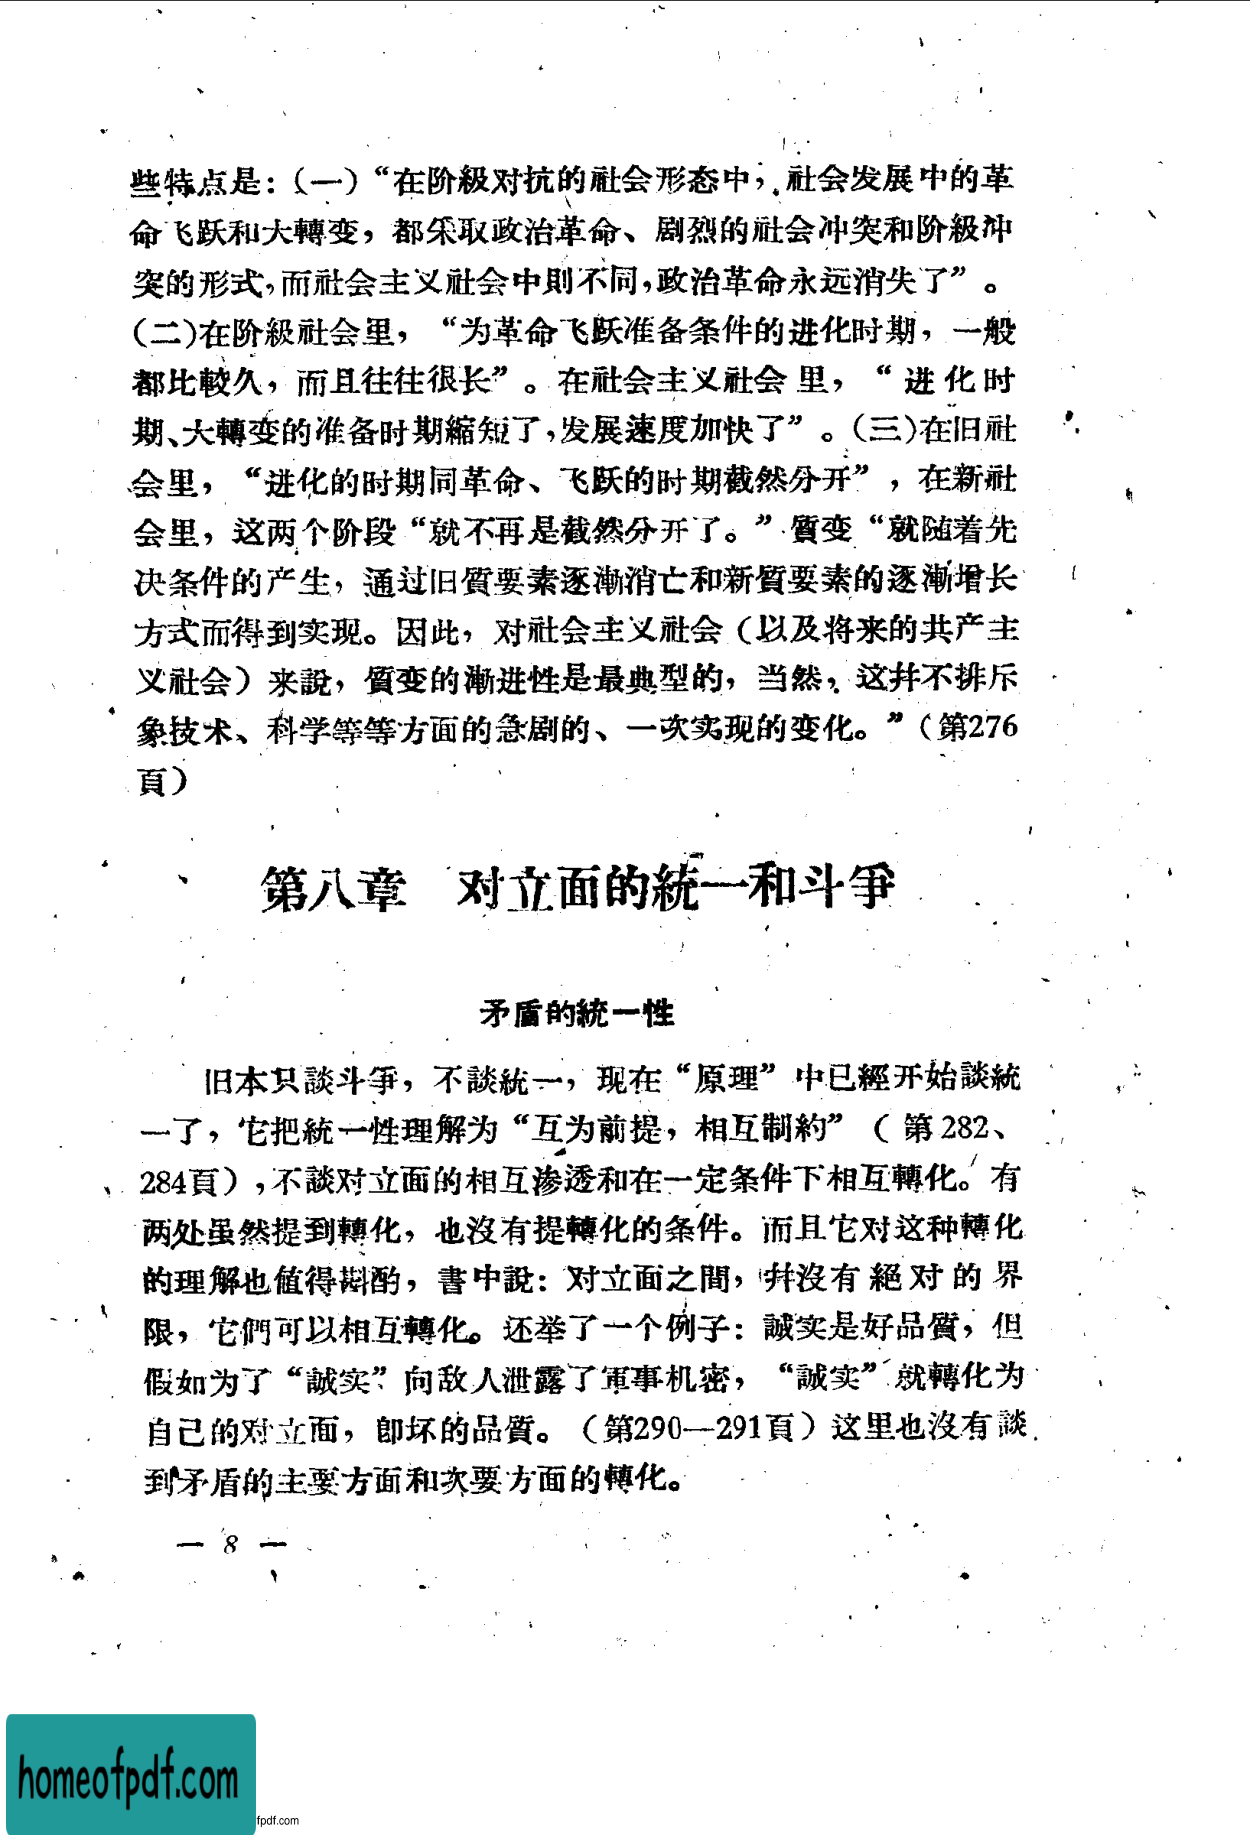 些特点是：（一）“在阶級对抗的社会形态中，社会发展中的革
命飞跃和大轉变，都采取政治革命、剧烈的社会冲突和阶級冲
突的形式，而社会主义社会中則不同，政治革命永远消失了”。
（二）在阶級社会里，“为革命飞跃准备条件的进化时期，一般
都比較久，而且往往很长”。在社会主义社会里，“进化时
期、大轉变的准备时期縮短了，发展速度加快了”。（三）在旧社
会里，“进化的时期同革命、飞跃的时期截然分开”，在新社
会里，这两个阶段“就不再是截然分开了。”質变“就随着先
决条件的产生，通过旧質要素逐漸消亡和新質要素的逐漸增长
方式而得到实现。因此，对社会主义社会（以及将来的共产主
义社会）来說，質变的漸进性是最典型的，当然，这幷不排斥
象技术、科学等等方面的急剧的、一次实现的变化。”（第276
頁）
第八章 对立面的統一和斗爭
矛盾的統一性
旧本只談斗爭，不談統一，现在“原理”中已經开始談統
一了，它把統一性理解为“互为前提，相互制約”（第282、
284頁），不談对立面的相互渗透和在一定条件下相互轉化。有
两处虽然提到轉化，也沒有提轉化的条件。而且它对这种轉化
的理解也值得斟酌，書中說：对立面之間，幷沒有絕对的界
限，它們可以相互轉化。还举了一个例子：誠实是好品質，但
假如为了“誠实”向敌人泄露了軍事机密，“誠实”就轉化为
自己的对立面，卽坏的品質。（第290—291頁）这里也沒有談
到矛盾的主要方面和次要方面的轉化。
— 8 —
homeofpdf.com
fpdf.com